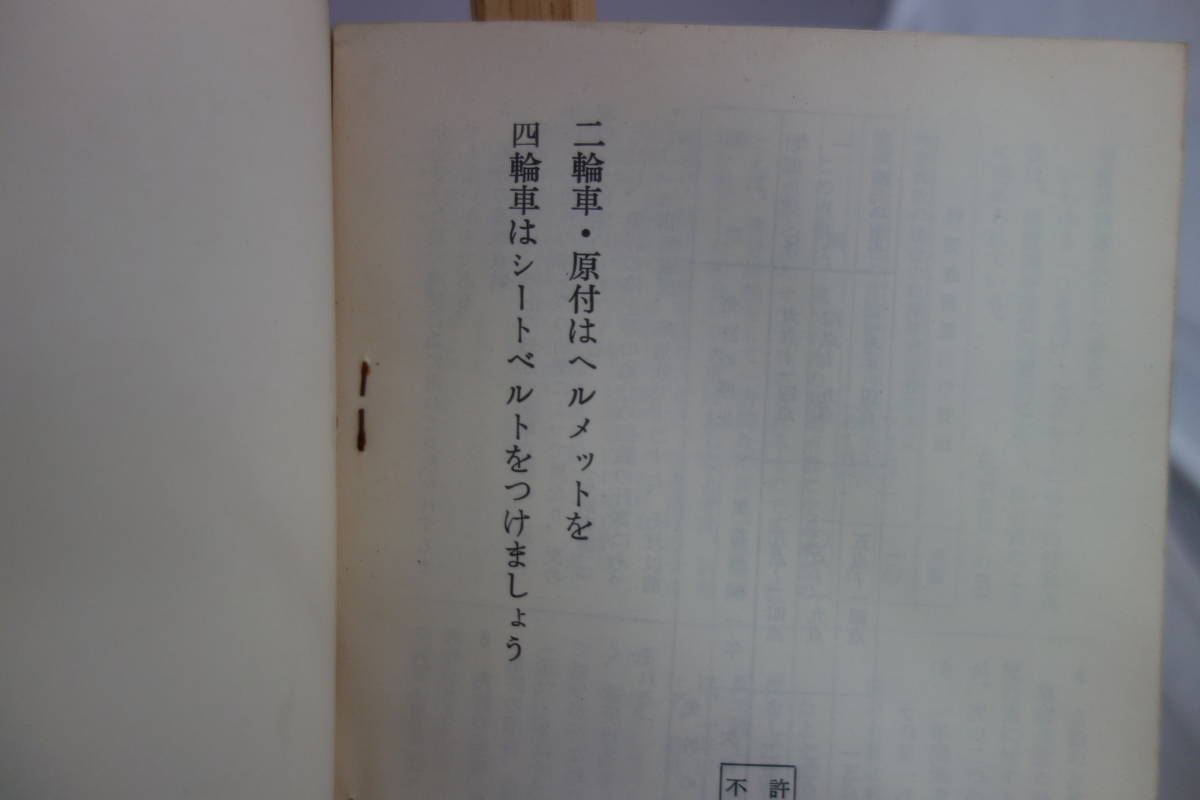 二輪車・原付はヘルメットを
四輪車はシートベルトをつけましょう
不許